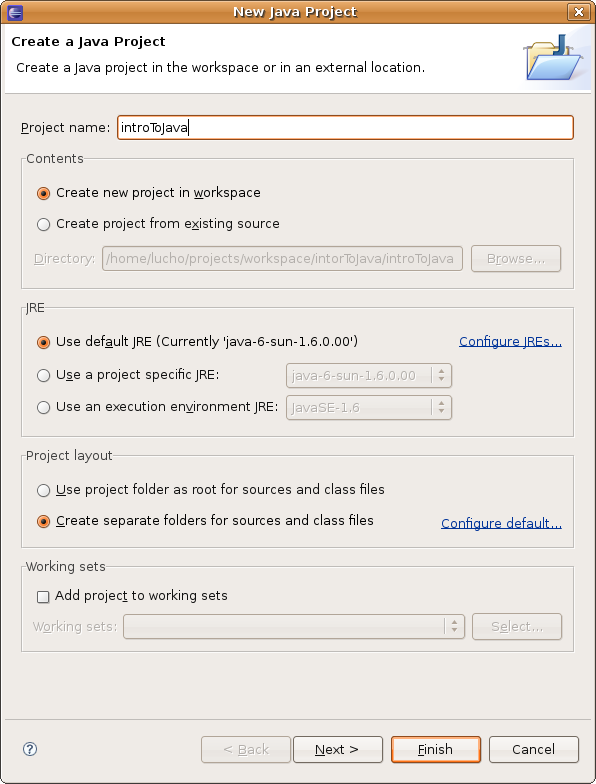 New Java Project
Create a Java Project
Create a Java project in the workspace or in an external location.
Project name: introToJava
Contents
Create new project in workspace
Create project from existing source
Directory: /home/lucho/projects/workspace/intorToJava/introToJava Browse...
JRE
Use default JRE (Currently 'java-6-sun-1.6.0.00') Configure JREs...
Use a project specific JRE: java-6-sun-1.6.0.00
Use an execution environment JRE: JavaSE-1.6
Project layout
Use project folder as root for sources and class files
Create separate folders for sources and class files Configure default...
Working sets
Add project to working sets
Working sets: Select...
? < Back Next > Finish Cancel